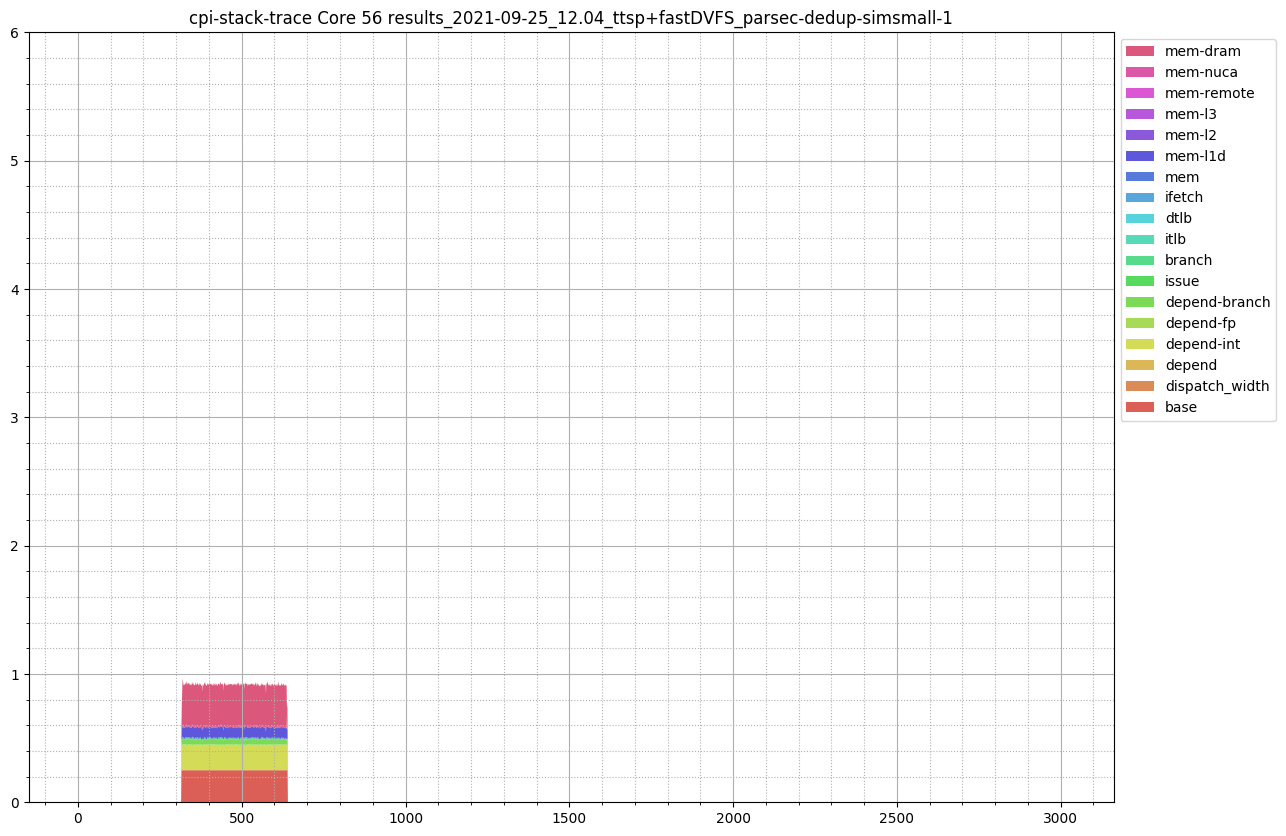 cpi-stack-trace Core 56 results_2021-09-25_12.04_ttsp+fastDVFS_parsec-dedup-simsmall-1
6
5
4
3
2
1
0
0 500 1000 1500 2000 2500 3000
mem-dram
mem-nuca
mem-remote
mem-l3
mem-l2
mem-l1d
mem
ifetch
dtlb
itlb
branch
issue
depend-branch
depend-fp
depend-int
depend
dispatch_width
base